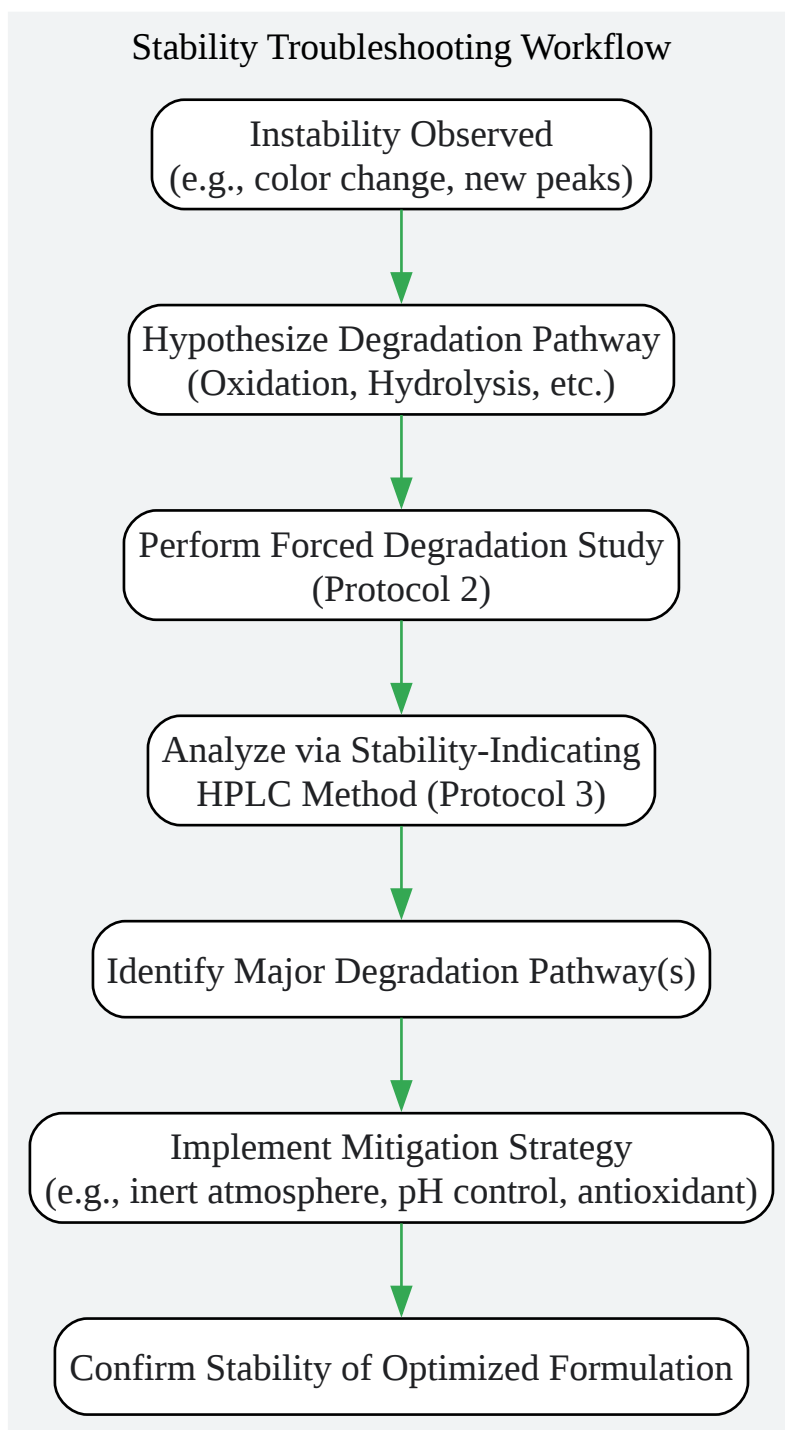 Stability Troubleshooting Workflow
Instability Observed
(e.g., color change, new peaks)
Hypothesize Degradation Pathway
(Oxidation, Hydrolysis, etc.)
Perform Forced Degradation Study
(Protocol 2)
Analyze via Stability-Indicating
HPLC Method (Protocol 3)
Identify Major Degradation Pathway(s)
Implement Mitigation Strategy
(e.g., inert atmosphere, pH control, antioxidant)
Confirm Stability of Optimized Formulation